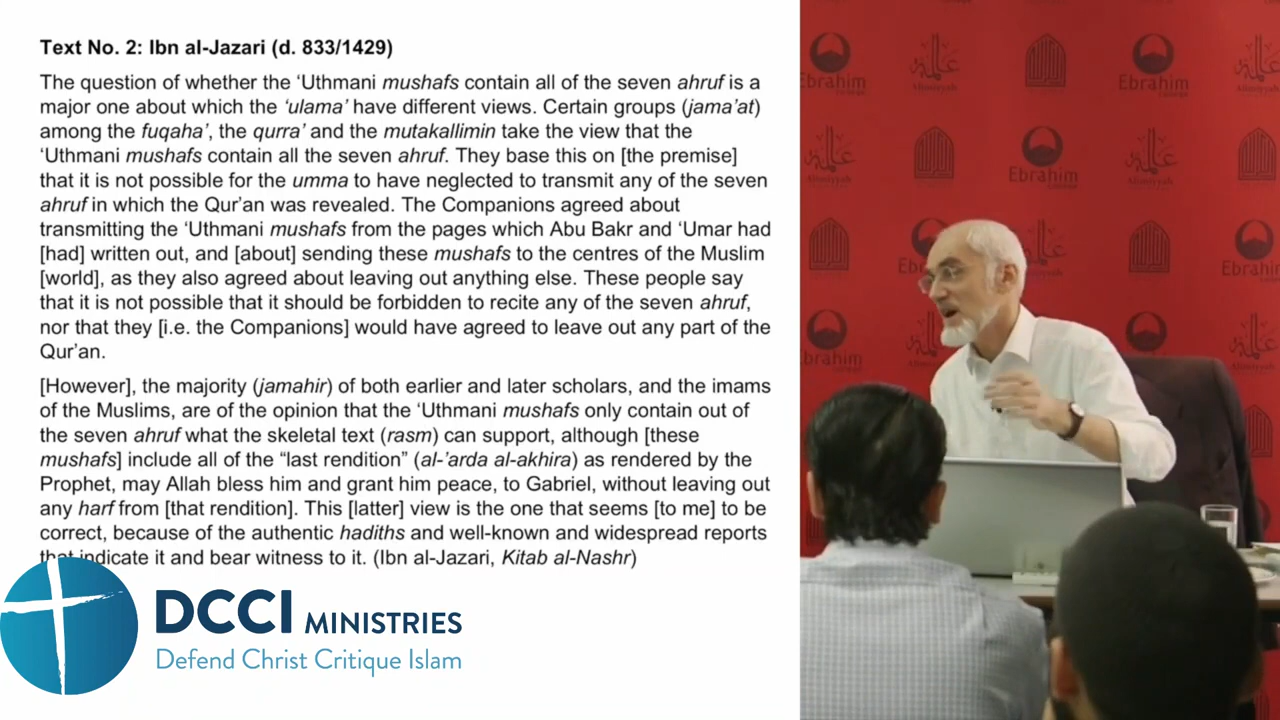 Text No. 2: Ibn al-Jazari (d. 833/1429)
The question of whether the ‘Uthmani mushafs contain all of the seven ahruf is a
major one about which the ‘ulama’ have different views. Certain groups (jama’at)
among the fuqaha’, the qurra’ and the mutakallimin take the view that the
‘Uthmani mushafs contain all the seven ahruf. They base this on [the premise]
that it is not possible for the umma to have neglected to transmit any of the seven
ahruf in which the Qur’an was revealed. The Companions agreed about
transmitting the ‘Uthmani mushafs from the pages which Abu Bakr and ‘Umar had
[had] written out, and [about] sending these mushafs to the centres of the Muslim
[world], as they also agreed about leaving out anything else. These people say
that it is not possible that it should be forbidden to recite any of the seven ahruf,
nor that they [i.e. the Companions] would have agreed to leave out any part of the
Qur’an.
[However], the majority (jamahir) of both earlier and later scholars, and the imams
of the Muslims, are of the opinion that the ‘Uthmani mushafs only contain out of
the seven ahruf what the skeletal text (rasm) can support, although [these
mushafs] include all of the “last rendition” (al-’arda al-akhira) as rendered by the
Prophet, may Allah bless him and grant him peace, to Gabriel, without leaving out
any harf from [that rendition]. This [latter] view is the one that seems [to me] to be
correct, because of the authentic hadiths and well-known and widespread reports
that indicate it and bear witness to it. (Ibn al-Jazari, Kitab al-Nashr)
DCCI MINISTRIES
Defend Christ Critique Islam
Ebrahim
Ebrahim
Ebrahim
Ebrahim
Ebrahim